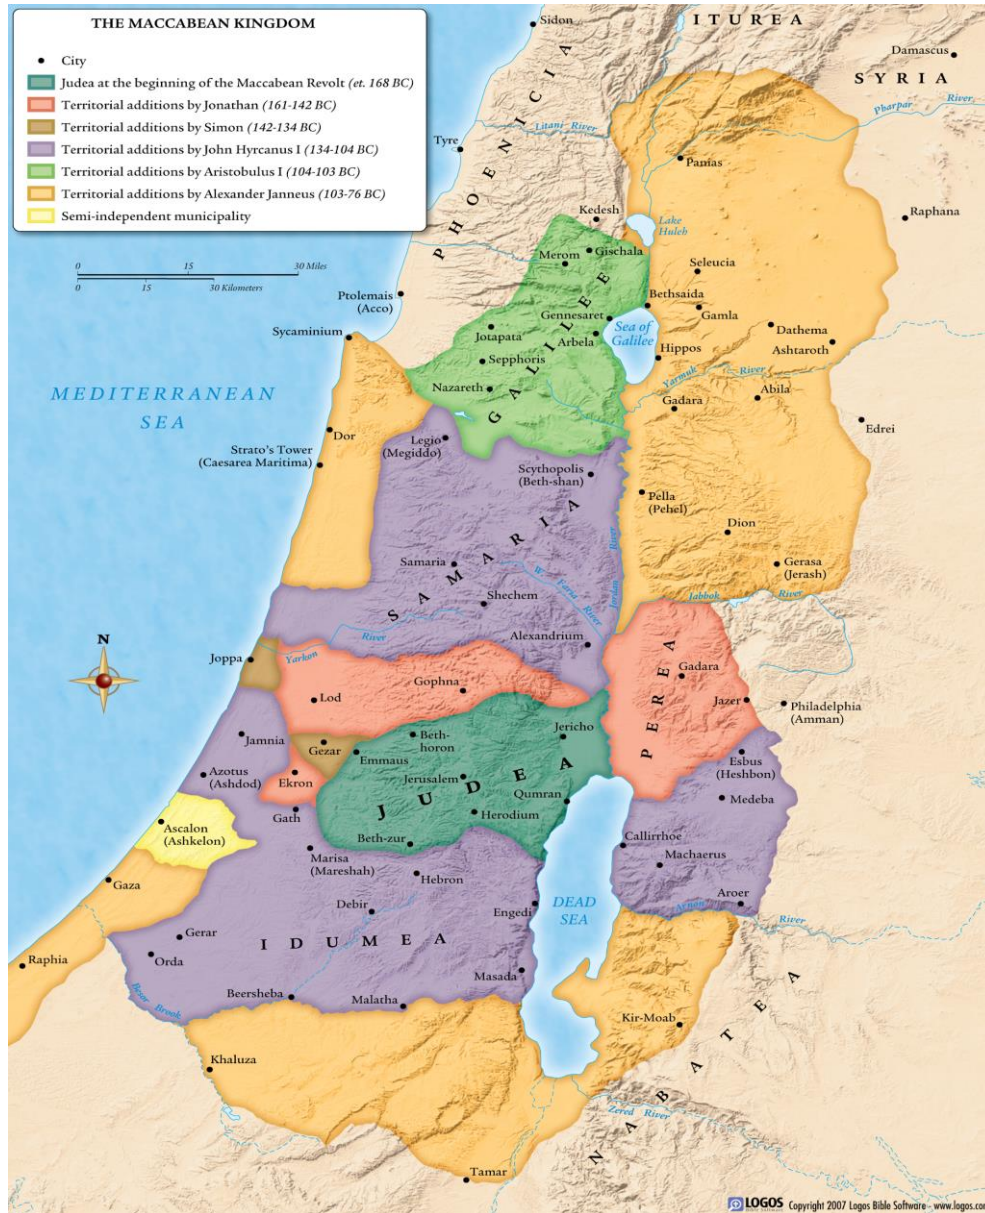 THE MACCABEAN KINGDOM
City
Judea at the beginning of the Maccabean Revolt (et. 168 BC)
Territorial additions by Jonathan (161-142 BC)
Territorial additions by Simon (142-134 BC)
Territorial additions by John Hyrcanus I (134-104 BC)
Territorial additions by Aristobulus I (104-103 BC)
Territorial additions by Alexander Janneus (103-76 BC)
Semi-independent municipality
0 15 30 Miles
0 15 30 Kilometers
Sidon
ITUREA
Damascus
SYRIA
PHOENICIA
Litani River
Pharpar River
Tyre
Panias
Kedesh
Lake
Huleh
Raphana
Merom
Gischala
Seleucia
Ptolemais
(Acco)
Bethsaida
Gamla
Gennesaret
Sea of
Galilee
Sycaminium
Jotapata
Arbela
Dathema
Ashtaroth
Hippos
Sepphoris
GALILEE
Yarmuk River
Nazareth
Gadara
Abila
MEDITERRANEAN
SEA
Edrei
Dor
Legio
(Megiddo)
Strato's Tower
(Caesarea Maritima)
Scythopolis
(Beth-shan)
Pella
(Pehel)
Dion
SAMARIA
Samaria
Jordan River
Gerasa
(Jerash)
W. Faria River
Shechem
Jabbok River
N
Yarkon River
Alexandrium
Joppa
Gophna
Gadara
PEREA
Lod
Jazer
Philadelphia
(Amman)
Jamnia
Gezar
Beth-
horon
Jericho
Emmaus
Esbus
(Heshbon)
Azotus
(Ashdod)
Ekron
Jerusalem
JUDEA
Qumran
Medeba
Gath
Herodium
Ascalon
(Ashkelon)
Beth-zur
Callirrhoe
Marisa
(Mareshah)
Machaerus
Gaza
Hebron
Aroer
Debir
Engedi
DEAD
SEA
Arnon River
Gerar
IDUMEA
Orda
Raphia
Masada
Besor Brook
Beersheba
Malatha
Kir-Moab
NABATEA
Khaluza
Zered River
Tamar
LOGOS Copyright 2007 Logos Bible Software - www.logos.com